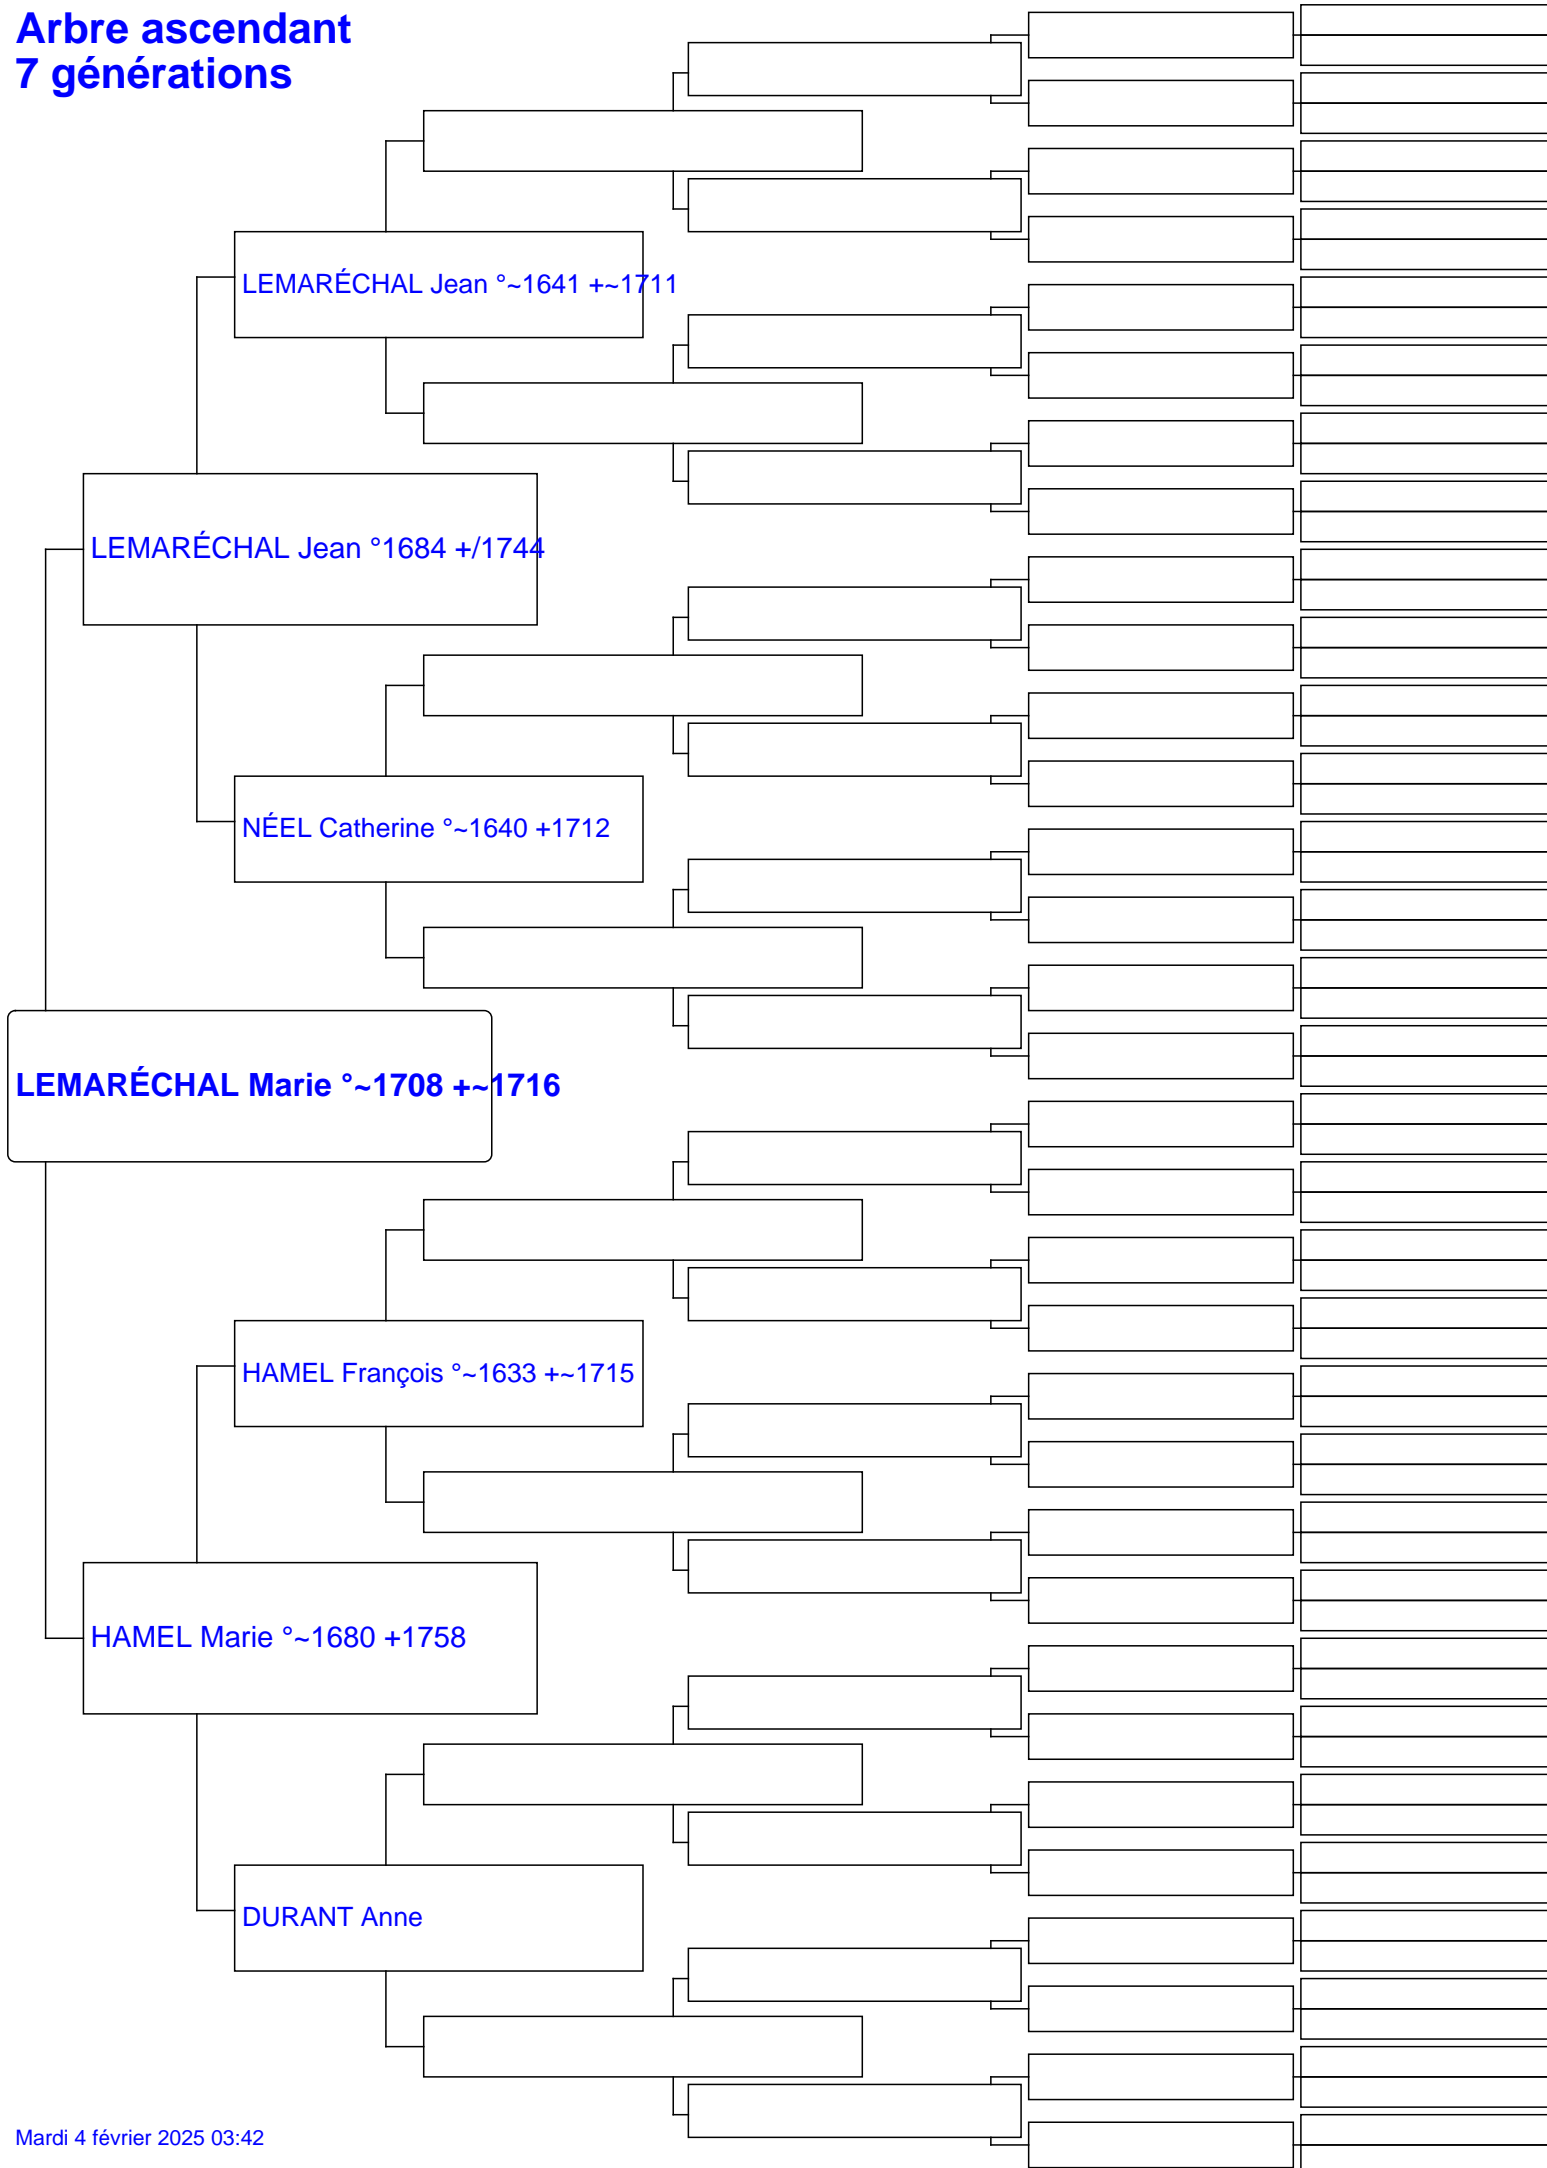 Arbre ascendant
7 générations
LEMARÉCHAL Jean °~1641 +~1711
LEMARÉCHAL Jean °1684 +/1744
NÉEL Catherine °~1640 +1712
LEMARÉCHAL Marie °~1708 +~1716
HAMEL François °~1633 +~1715
HAMEL Marie °~1680 +1758
DURANT Anne
Mardi 4 février 2025 03:42